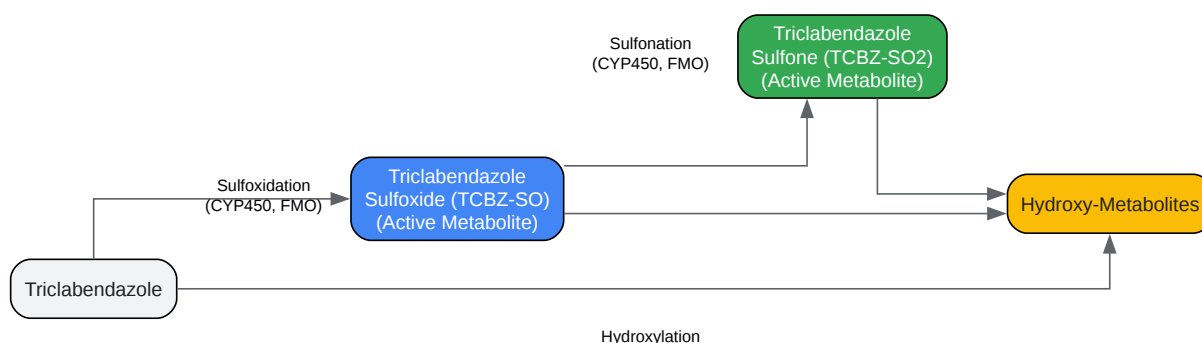 Sulfonation
(CYP450, FMO)
Triclabendazole
Sulfone (TCBZ-SO2)
(Active Metabolite)
Sulfoxidation
(CYP450, FMO)
Triclabendazole
Sulfoxide (TCBZ-SO)
(Active Metabolite)
Hydroxy-Metabolites
Triclabendazole
Hydroxylation